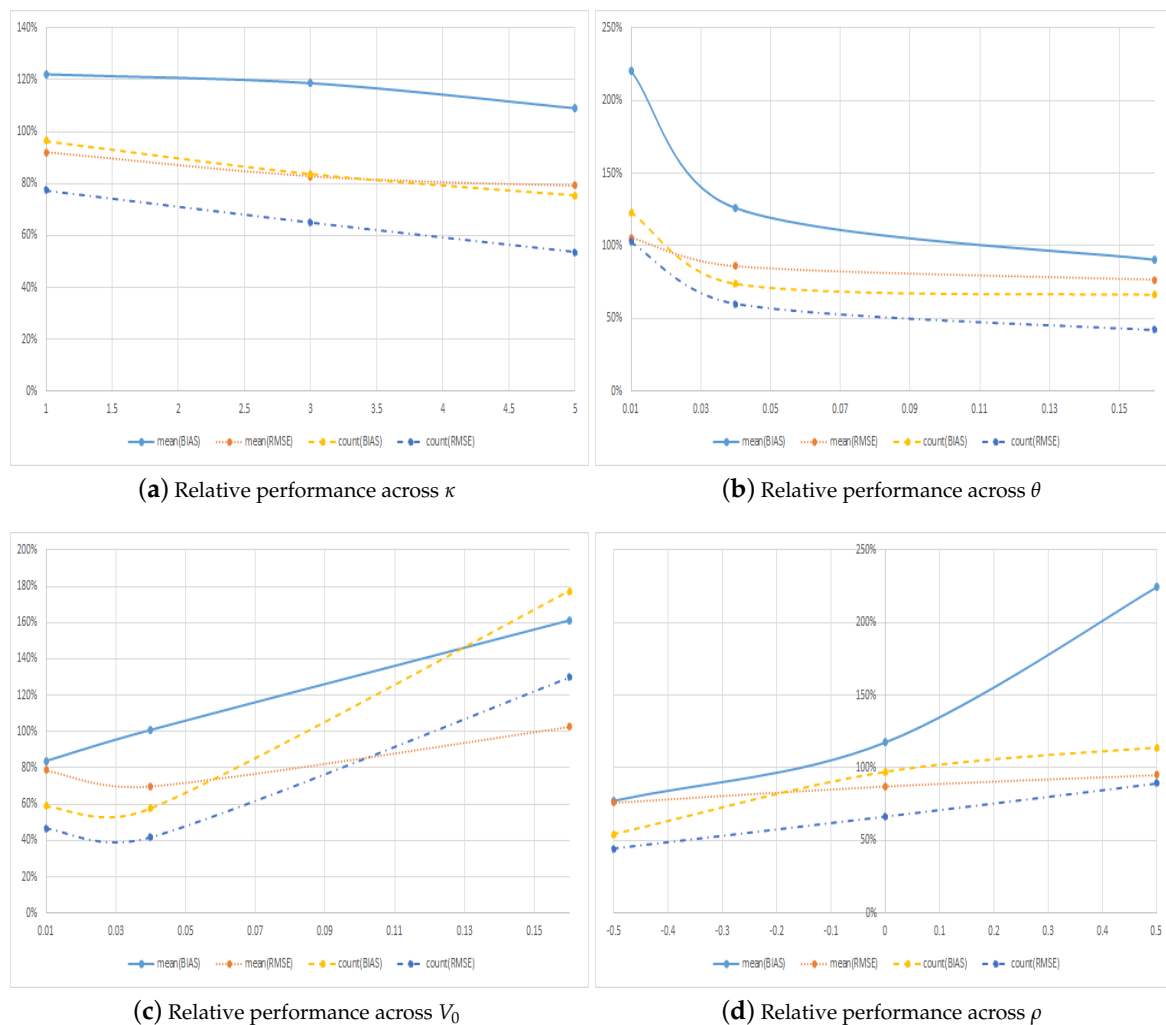 140%
120%
100%
80%
60%
40%
20%
0%
1 1.5 2 2.5 3 3.5 4 4.5 5
mean(BIAS) mean(RMSE) count(BIAS) count(RMSE)
(a) Relative performance across κ
250%
200%
150%
100%
50%
0%
0.01 0.03 0.05 0.07 0.09 0.11 0.13 0.15
mean(BIAS) mean(RMSE) count(BIAS) count(RMSE)
(b) Relative performance across θ
200%
180%
160%
140%
120%
100%
80%
60%
40%
20%
0%
0.01 0.03 0.05 0.07 0.09 0.11 0.13 0.15
mean(BIAS) mean(RMSE) count(BIAS) count(RMSE)
(c) Relative performance across V₀
250%
200%
150%
100%
50%
0%
-0.5 -0.4 -0.3 -0.2 -0.1 0 0.1 0.2 0.3 0.4 0.5
mean(BIAS) mean(RMSE) count(BIAS) count(RMSE)
(d) Relative performance across ρ